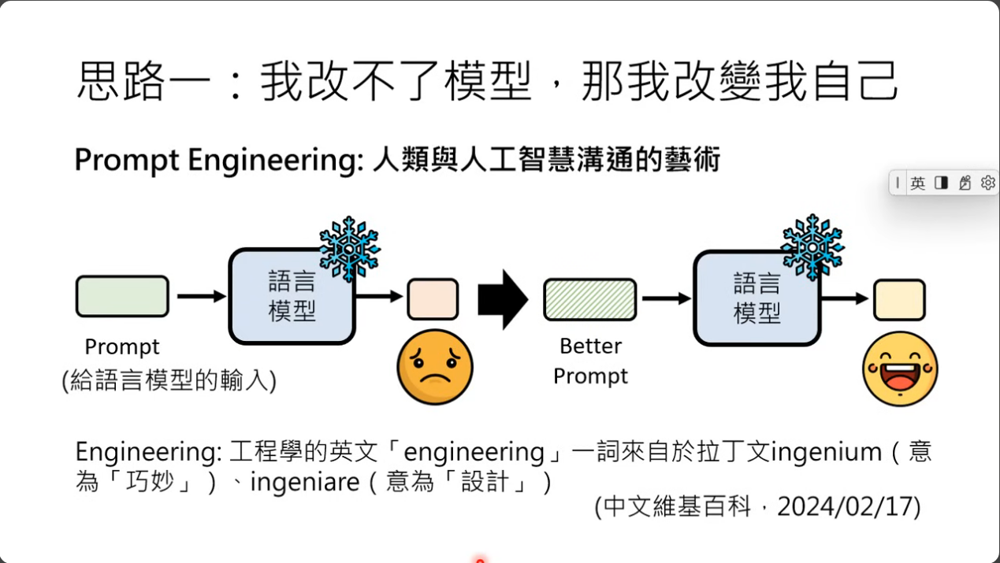 思路一：我改不了模型，那我改變我自己
Prompt Engineering: 人類與人工智慧溝通的藝術
英
語言
模型
Prompt
(給語言模型的輸入)
Better
Prompt
語言
模型
Engineering: 工程學的英文「engineering」一詞來自於拉丁文ingenium（意
為「巧妙」）、ingeniare（意為「設計」）
(中文維基百科，2024/02/17)